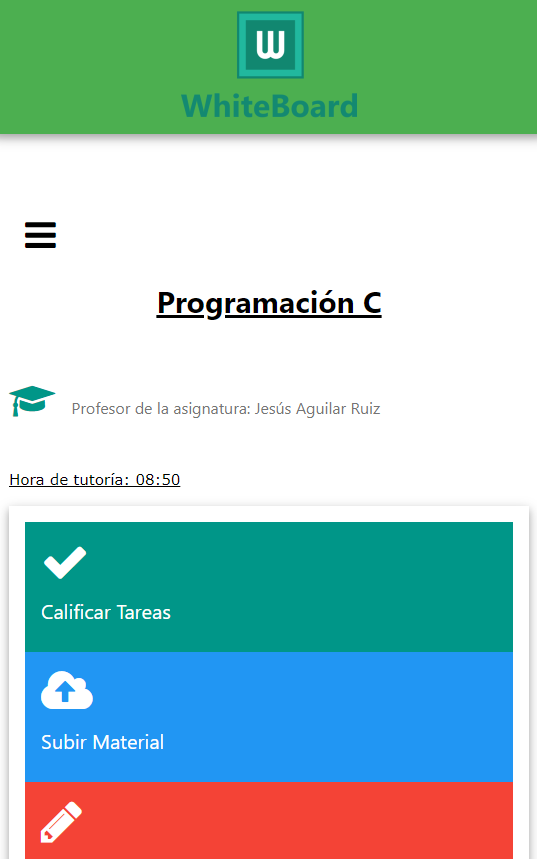 W
WhiteBoard
Programación C
Profesor de la asignatura: Jesús Aguilar Ruiz
Hora de tutoría: 08:50
Calificar Tareas
Subir Material